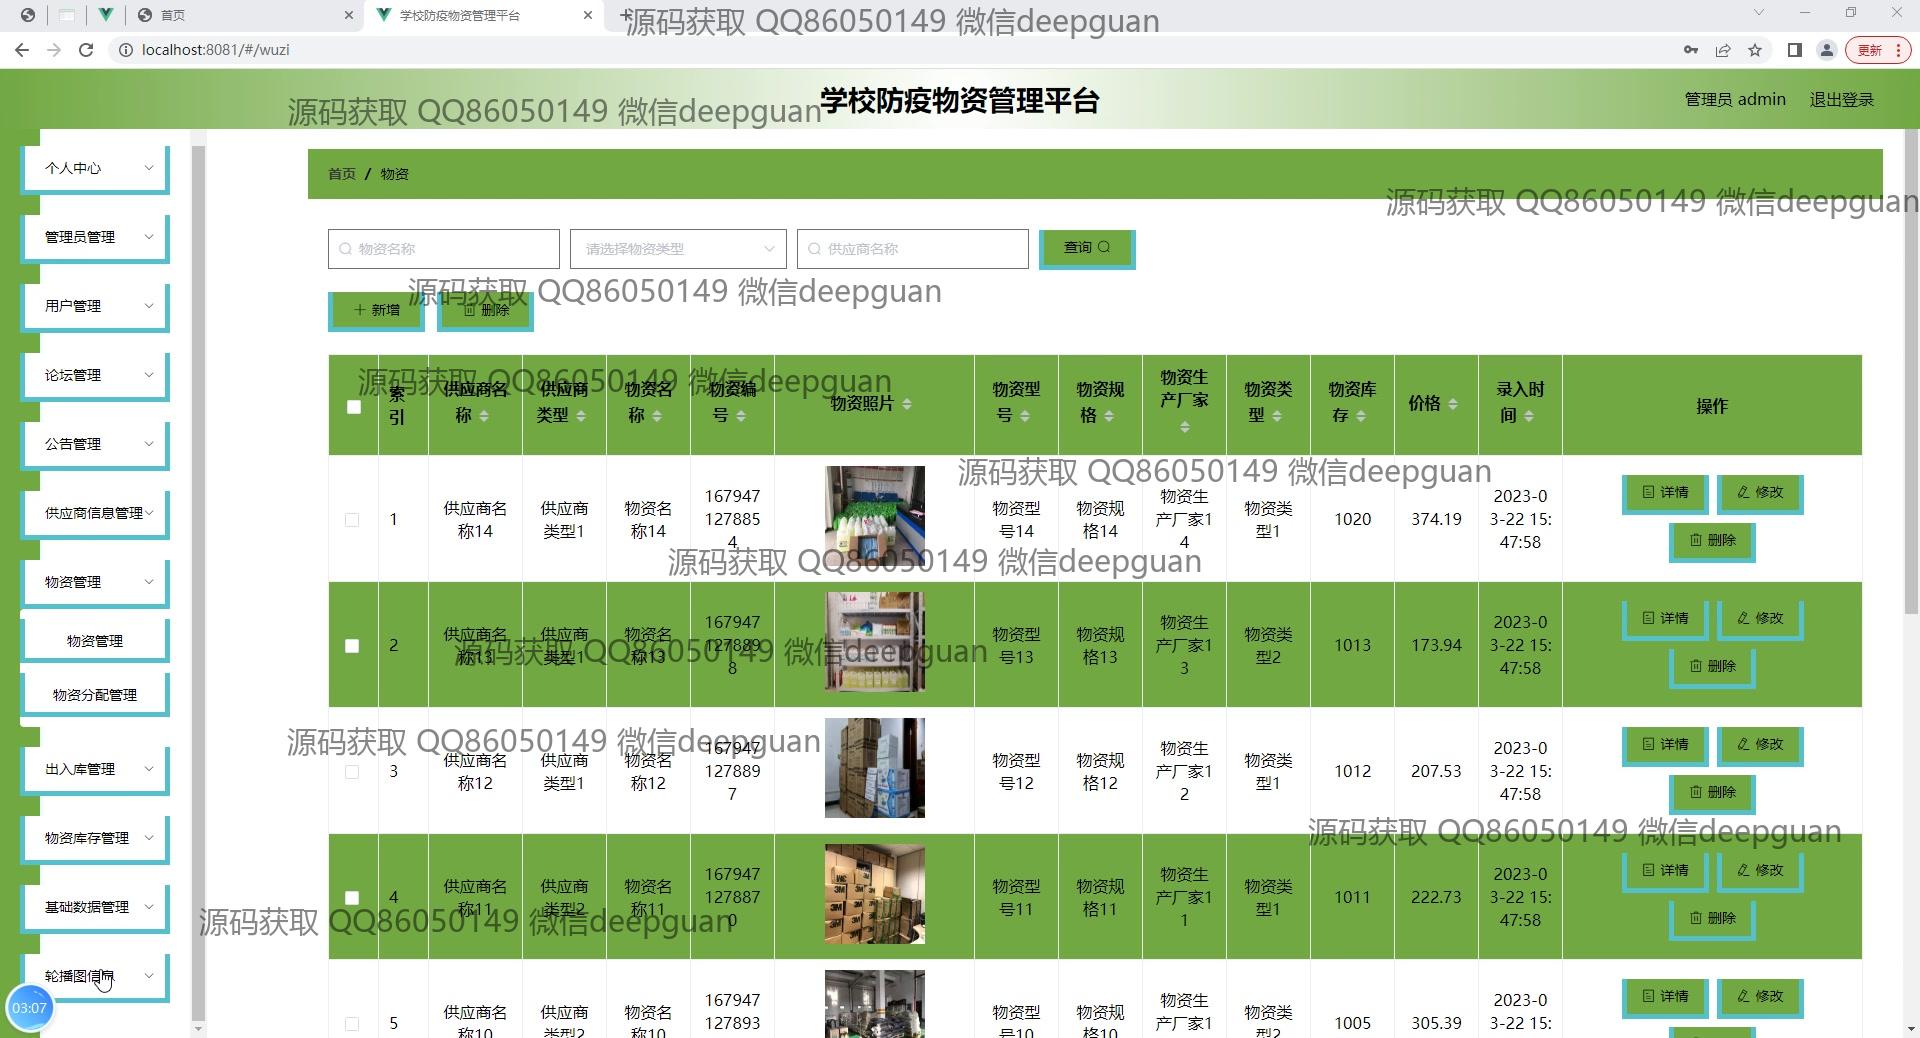 首页
学校防疫物资管理平台
源码获取 QQ86050149 微信deepguan
localhost:8081/#/wuzi
更新
源码获取 QQ86050149 微信deepguan
学校防疫物资管理平台
管理员 admin
退出登录
个人中心
管理员管理
用户管理
论坛管理
公告管理
供应商信息管理
物资管理
物资管理
物资分配管理
出入库管理
物资库存管理
基础数据管理
轮播图信息
03:07
首页 / 物资
源码获取 QQ86050149 微信deepguan
物资名称
请选择物资类型
供应商名称
查询
源码获取 QQ86050149 微信deepguan
新增
删除
源码获取 QQ86050149 微信deepguan
索引
供应商名称
供应商类型
物资名称
物资编号
物资照片
物资型号
物资规格
物资生产厂家
物资类型
物资库存
价格
录入时间
操作
源码获取 QQ86050149 微信deepguan
1
供应商名称14
供应商类型1
物资名称14
1679471278854
物资型号14
物资规格14
物资生产厂家14
物资类型1
1020
374.19
2023-03-22 15:47:58
详情
修改
删除
源码获取 QQ86050149 微信deepguan
2
供应商名称13
供应商类型1
物资名称13
1679471278898
物资型号13
物资规格13
物资生产厂家13
物资类型2
1013
173.94
2023-03-22 15:47:58
详情
修改
删除
源码获取 QQ86050149 微信deepguan
源码获取 QQ86050149 微信deepguan
3
供应商名称12
供应商类型1
物资名称12
1679471278897
物资型号12
物资规格12
物资生产厂家12
物资类型1
1012
207.53
2023-03-22 15:47:58
详情
修改
删除
源码获取 QQ86050149 微信deepguan
4
供应商名称11
供应商类型2
物资名称11
1679471278870
3M
物资型号11
物资规格11
物资生产厂家11
物资类型1
1011
222.73
2023-03-22 15:47:58
详情
修改
删除
源码获取 QQ86050149 微信deepguan
5
供应商名称10
供应商类型2
物资名称10
167947127893
物资型号10
物资规格10
物资生产厂家1
物资类型2
1005
305.39
2023-03-22 15:
详情
修改